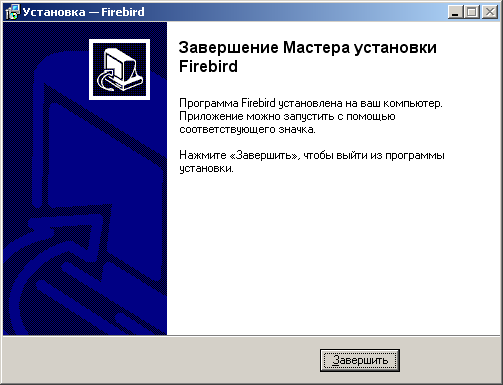 Установка — Firebird
Завершение Мастера установки
Firebird
Программа Firebird установлена на ваш компьютер.
Приложение можно запустить с помощью
соответствующего значка.
Нажмите «Завершить», чтобы выйти из программы
установки.
Завершить